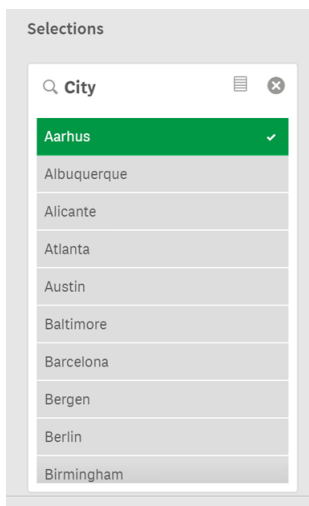 Selections
City
Aarhus
Albuquerque
Alicante
Atlanta
Austin
Baltimore
Barcelona
Bergen
Berlin
Birmingham